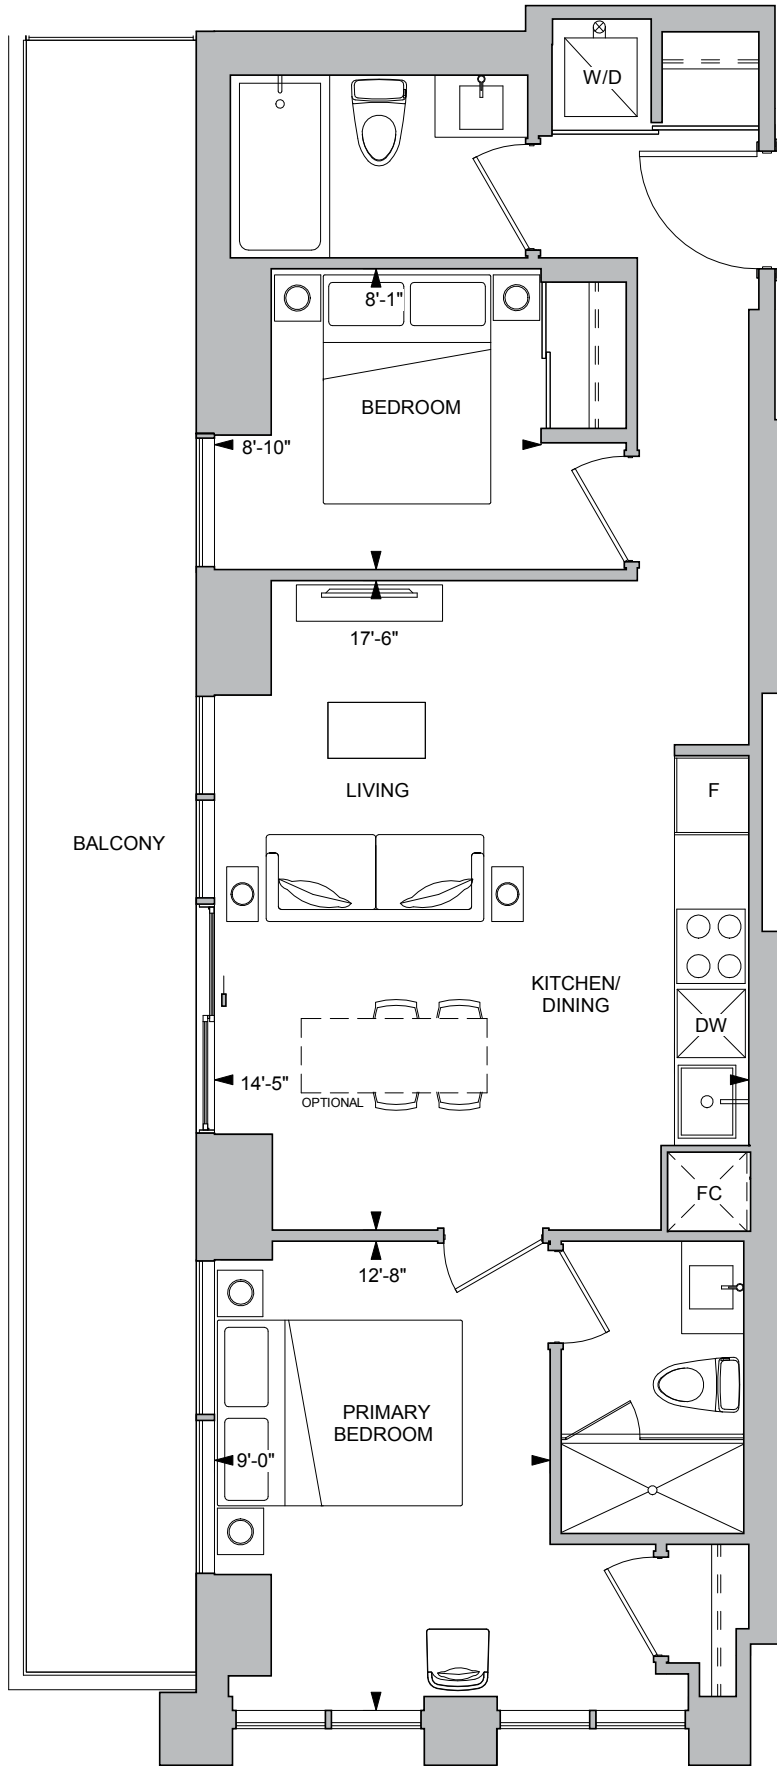 W/D
8'-1"
BEDROOM
8'-10"
17'-6"
LIVING
F
BALCONY
KITCHEN/
DINING
DW
14'-5"
OPTIONAL
FC
12'-8"
PRIMARY
BEDROOM
9'-0"